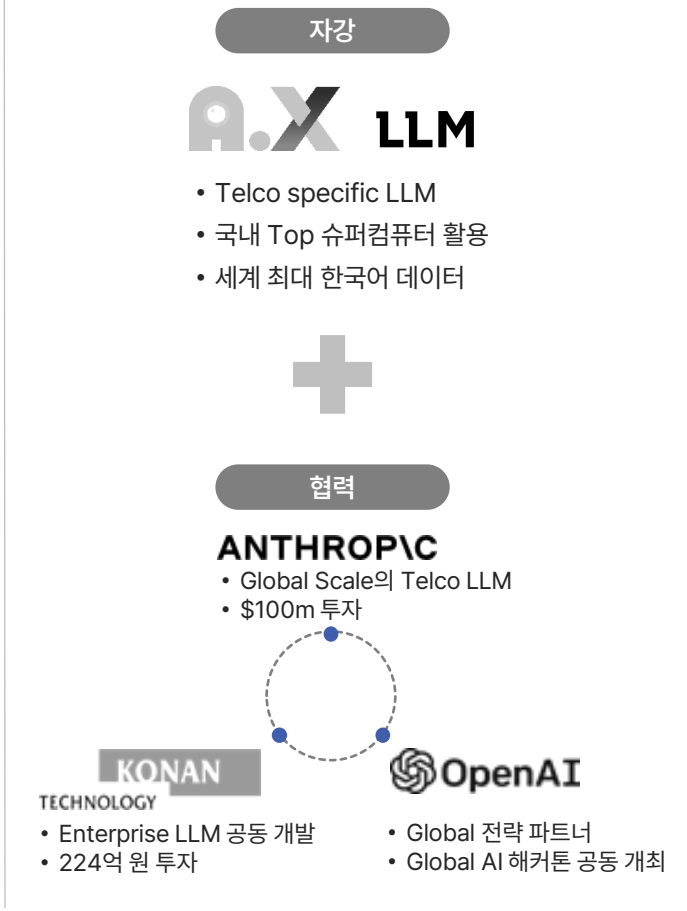 자강
A.X LLM
• Telco specific LLM
• 국내 Top 슈퍼컴퓨터 활용
• 세계 최대 한국어 데이터
협력
ANTHROP\C
• Global Scale의 Telco LLM
• $100m 투자
KONAN
TECHNOLOGY
• Enterprise LLM 공동 개발
• 224억 원 투자
OpenAI
• Global 전략 파트너
• Global AI 해커톤 공동 개최